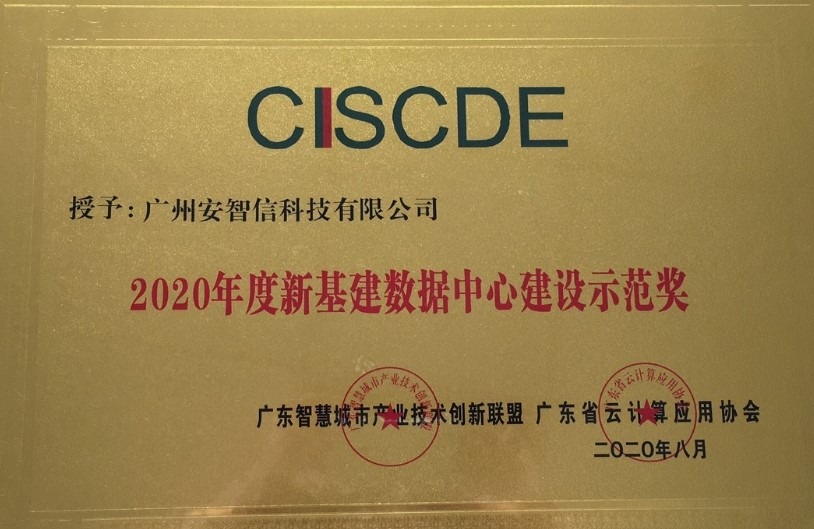 CISCDE
授予:广州安智信科技有限公司
2020年度新基建数据中心建设示范奖
广东智慧城市产业技术创新联盟 广东省云计算应用协会
二〇二〇年八月